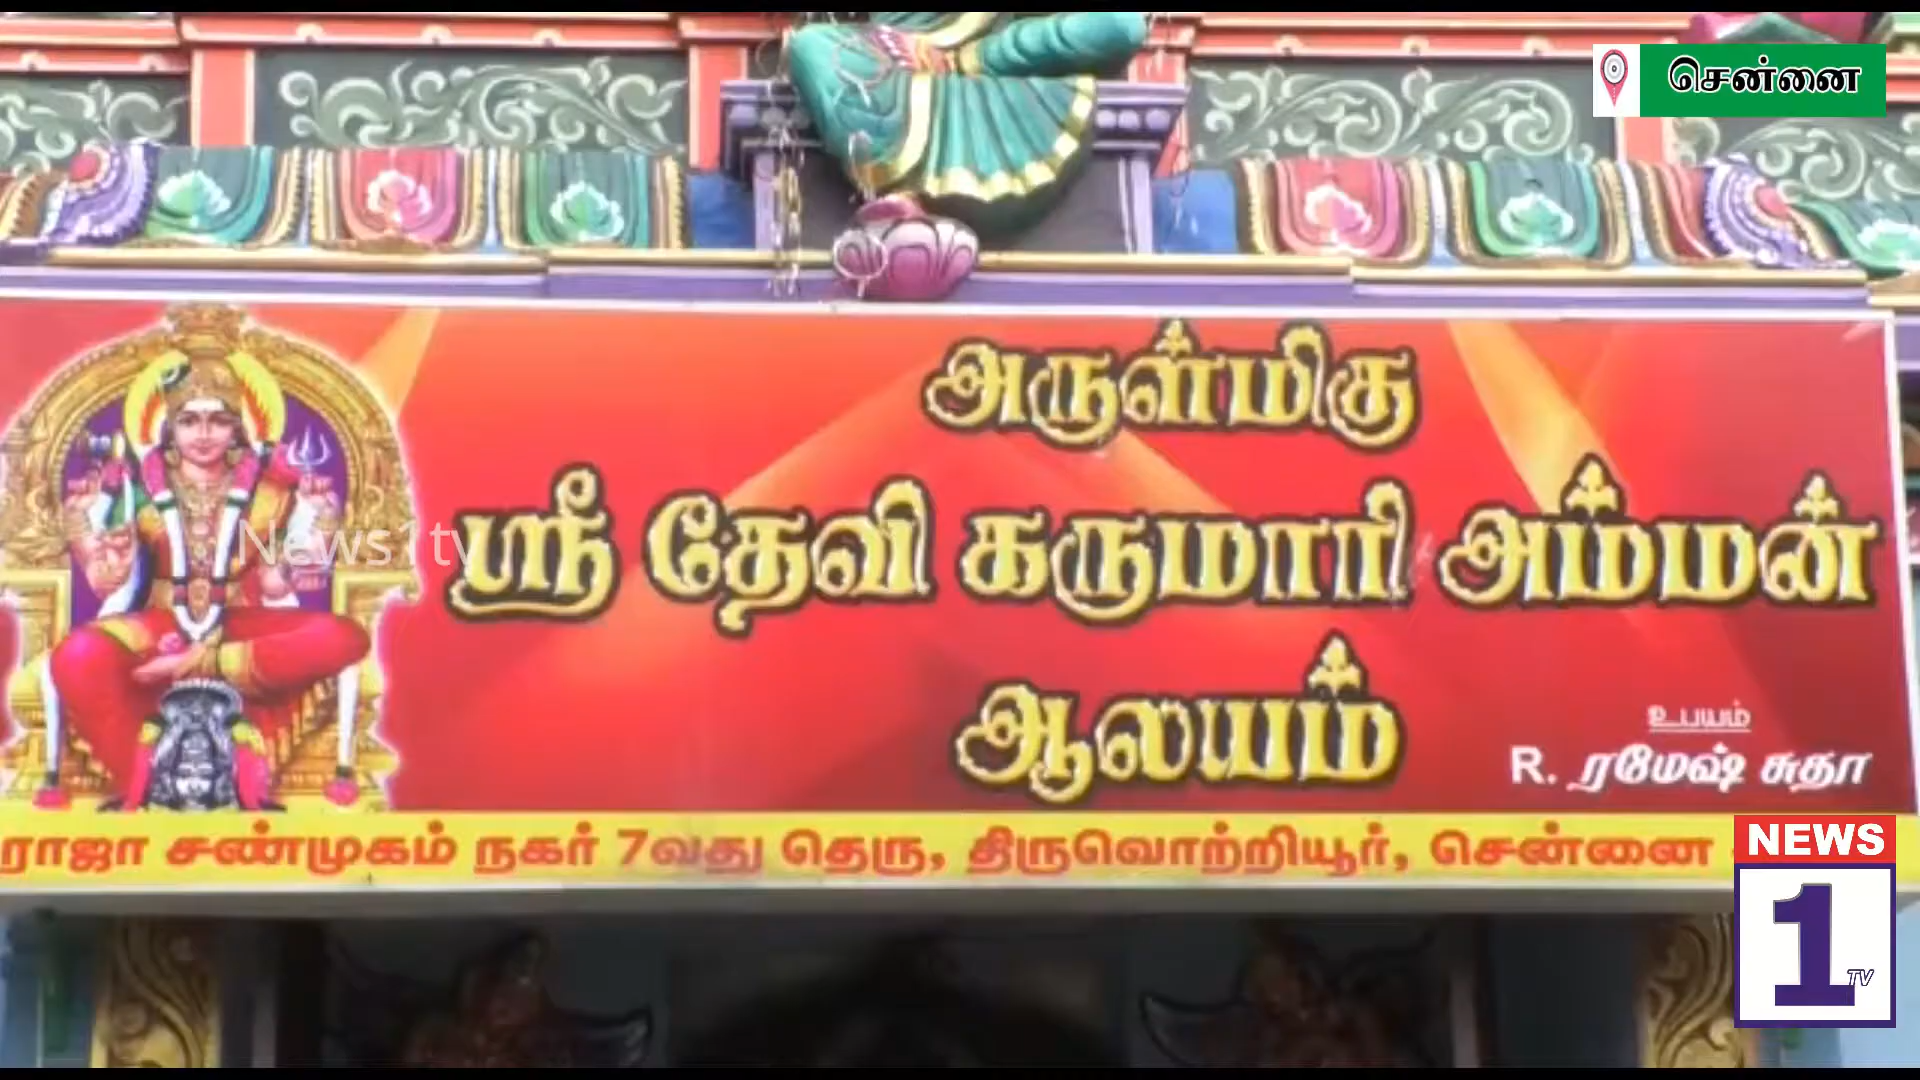 சென்னை
அருள்மிகு
ஸ்ரீ தேவி கருமாரி அம்மன்
News1tv
ஆலயம்
உபயம்
R. ரமேஷ் சுதா
ராஜா சண்முகம் நகர் 7வது தெரு, திருவொற்றியூர், சென்னை
NEWS
1
TV